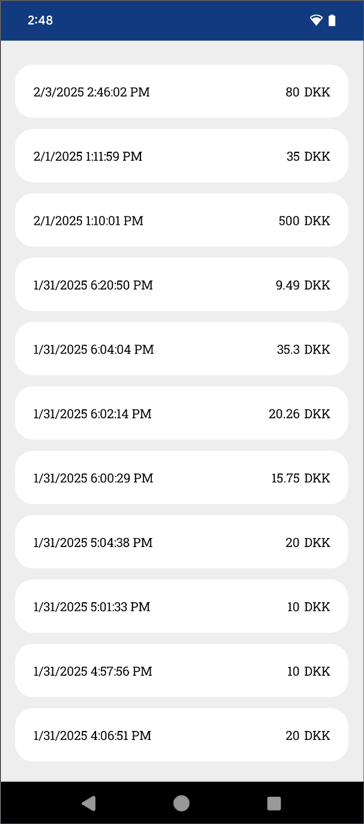 2:48
2/3/2025 2:46:02 PM 80 DKK
2/1/2025 1:11:59 PM 35 DKK
2/1/2025 1:10:01 PM 500 DKK
1/31/2025 6:20:50 PM 9.49 DKK
1/31/2025 6:04:04 PM 35.3 DKK
1/31/2025 6:02:14 PM 20.26 DKK
1/31/2025 6:00:29 PM 15.75 DKK
1/31/2025 5:04:38 PM 20 DKK
1/31/2025 5:01:33 PM 10 DKK
1/31/2025 4:57:56 PM 10 DKK
1/31/2025 4:06:51 PM 20 DKK